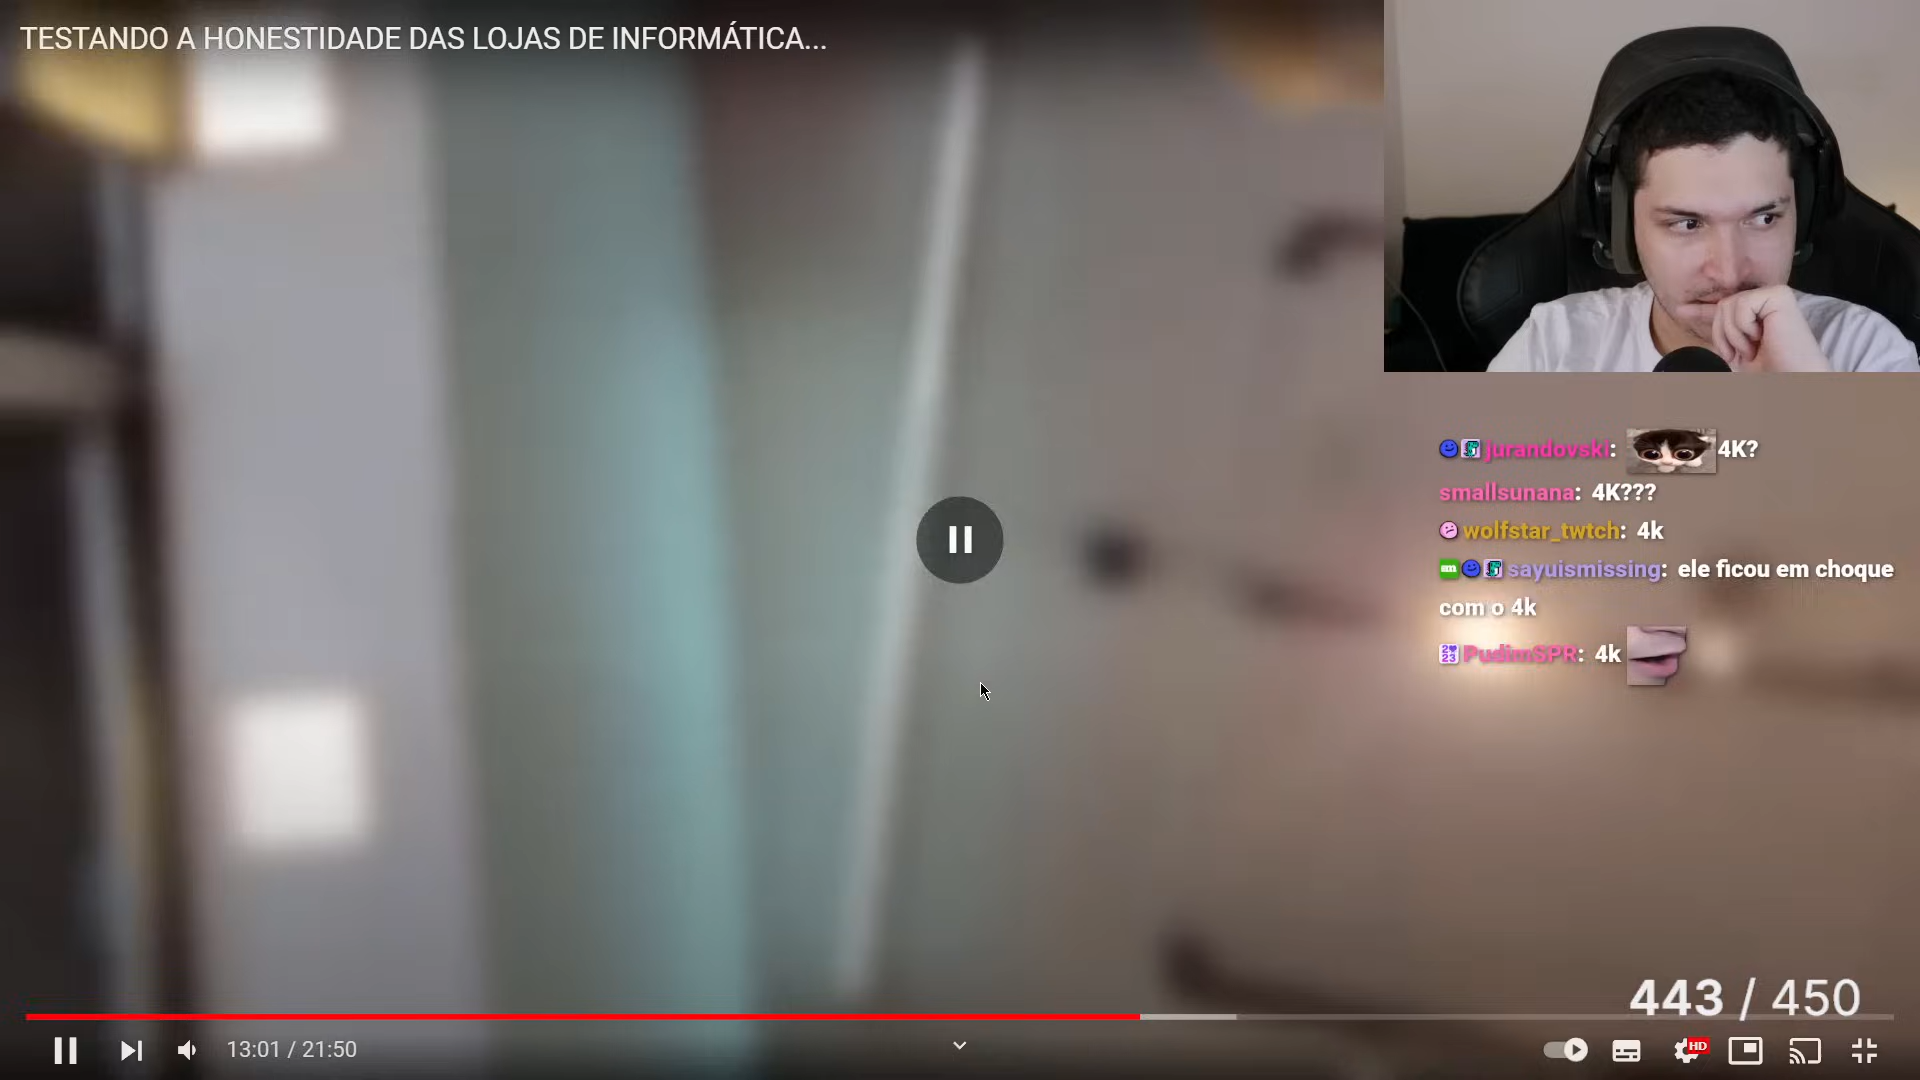 TESTANDO A HONESTIDADE DAS LOJAS DE INFORMÁTICA...
jurandovski: 4K?
smallsunana: 4K???
wolfstar_twtch: 4k
sayuismissing: ele ficou em choque
com o 4k
PudimSPR: 4k
443 / 450
13:01 / 21:50
HD